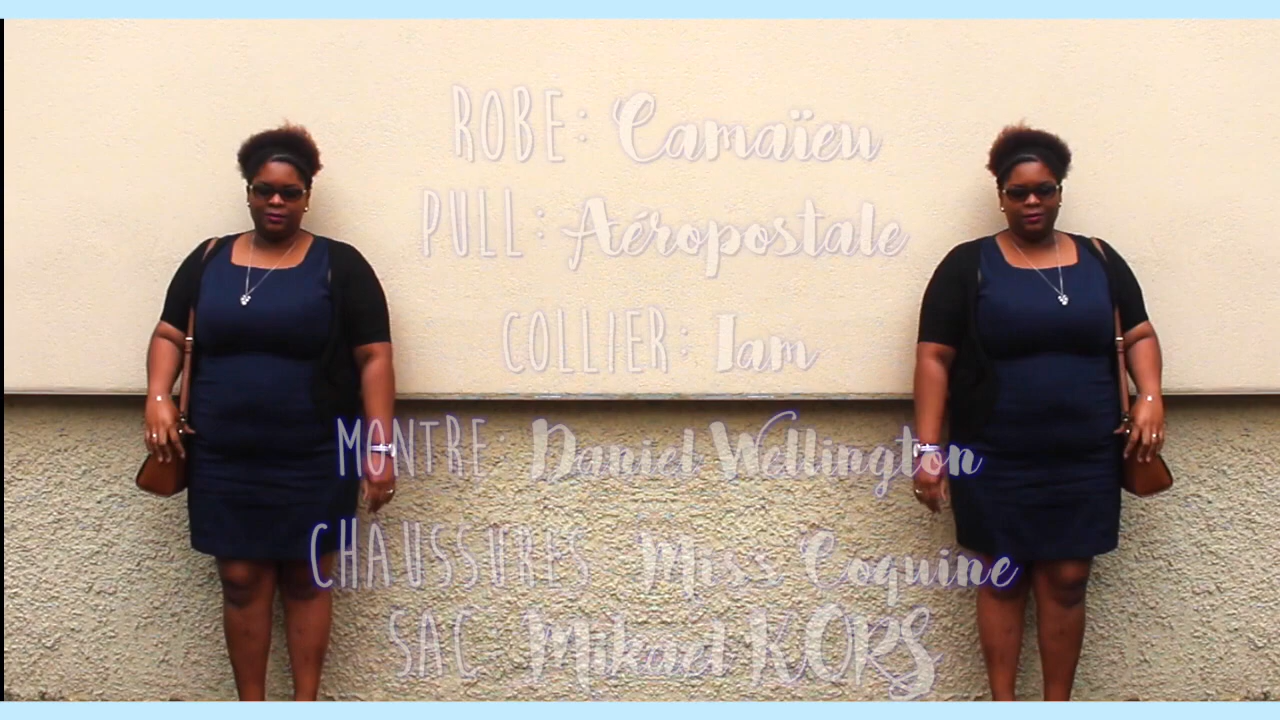 ROBE: Camaïeu
PULL: Aéropostale
COLLIER: Iam
MONTRE: Daniel Wellington
CHAUSSURES Miss Coquine
SAC Mikael KORS